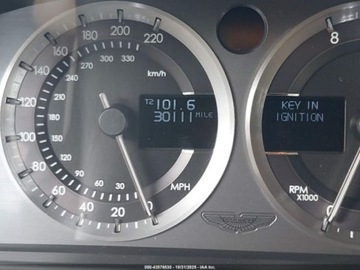 0
20
40
60
80
100
120
140
160
180
200
220
30
60
90
120
150
180
210
240
270
300
330
km/h
MPH
T2 101.6
30111 MILE
KEY IN
IGNITION
8
RPM
X1000
0
000-43579533 - 10/31/2025 - IAA Inc.